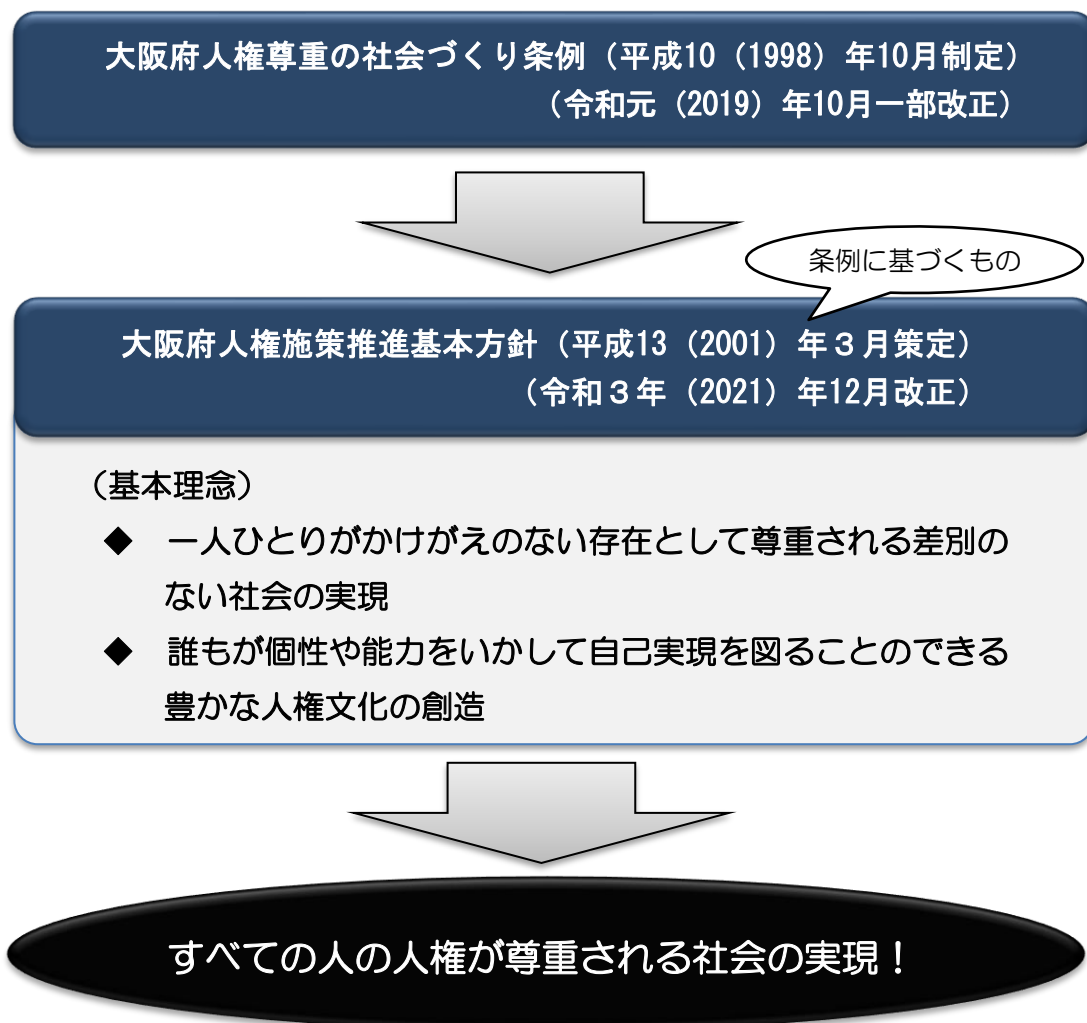 大阪府人権尊重の社会づくり条例（平成10（1998）年10月制定）
（令和元（2019）年10月一部改正）
条例に基づくもの
大阪府人権施策推進基本方針（平成13（2001）年３月策定）
（令和３年（2021）年12月改正）
（基本理念）
◆　一人ひとりがかけがえのない存在として尊重される差別の
ない社会の実現
◆　誰もが個性や能力をいかして自己実現を図ることのできる
豊かな人権文化の創造
すべての人の人権が尊重される社会の実現！